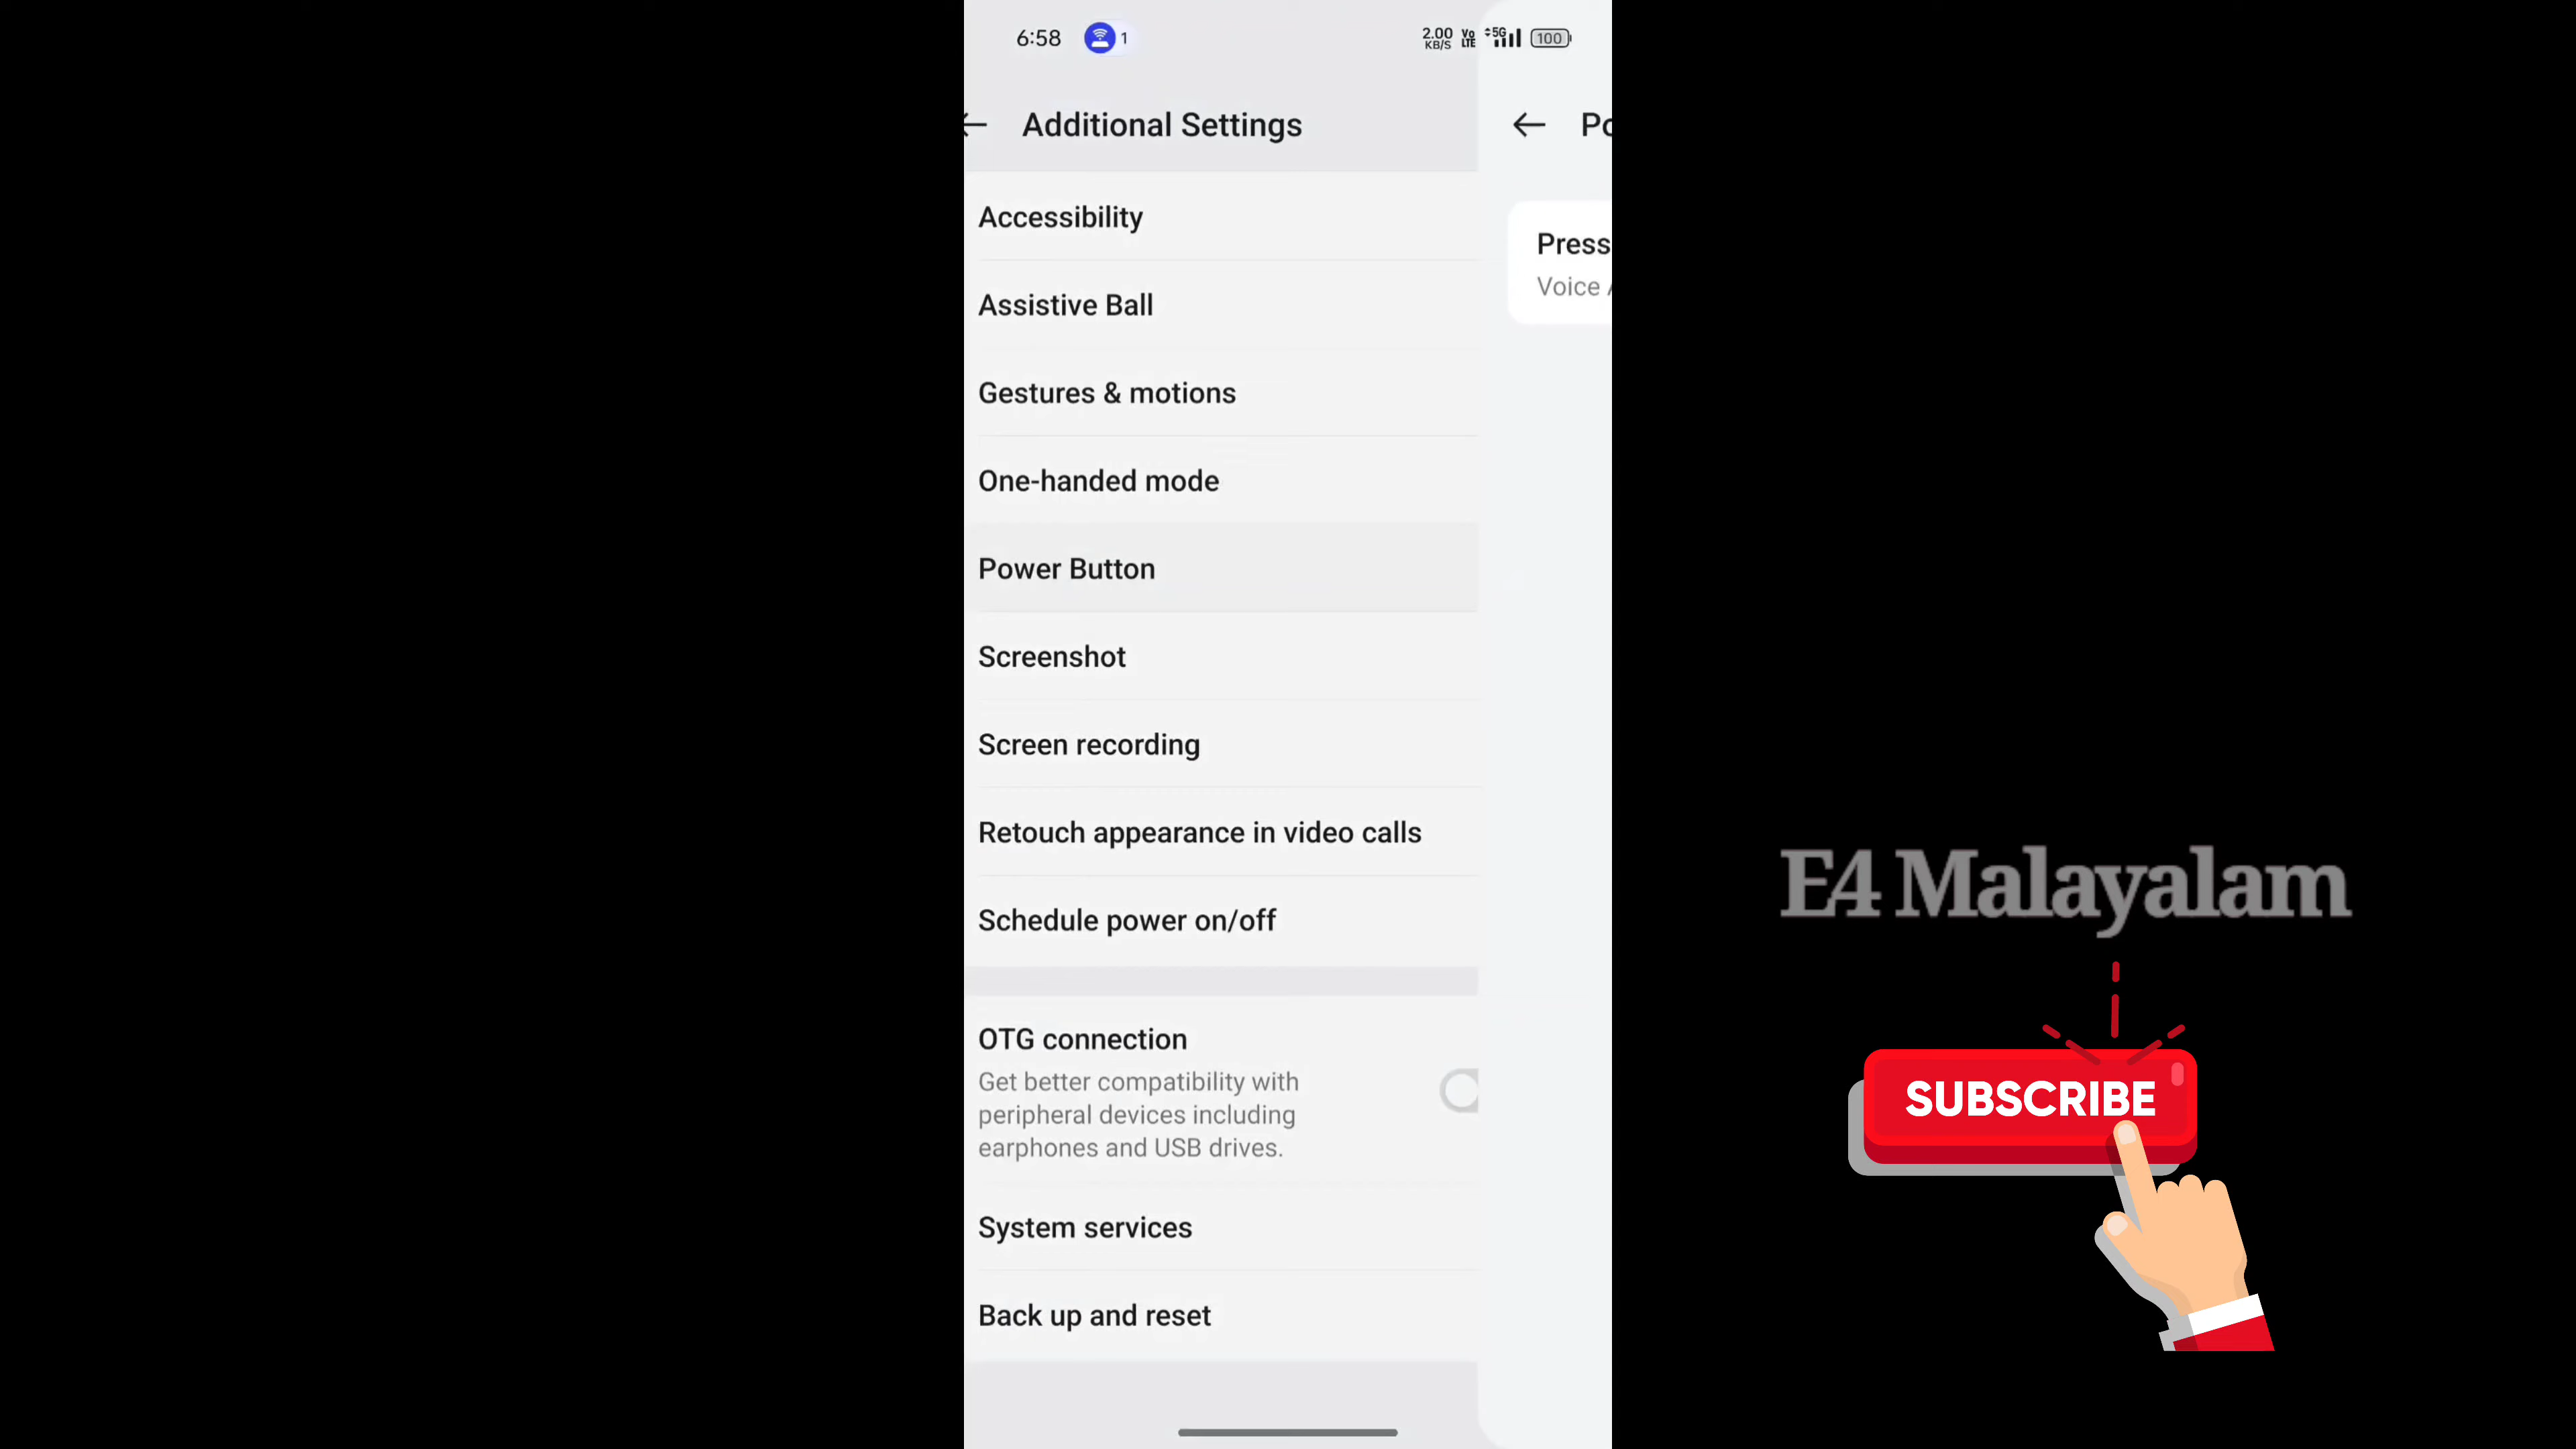 6:58
1
2.00
KB/S
Vo
LTE
5G
100
Additional Settings
Accessibility
Assistive Ball
Gestures & motions
One-handed mode
Power Button
Screenshot
Screen recording
Retouch appearance in video calls
Schedule power on/off
OTG connection
Get better compatibility with
peripheral devices including
earphones and USB drives.
System services
Back up and reset
Po
Press
Voice
E4 Malayalam
SUBSCRIBE